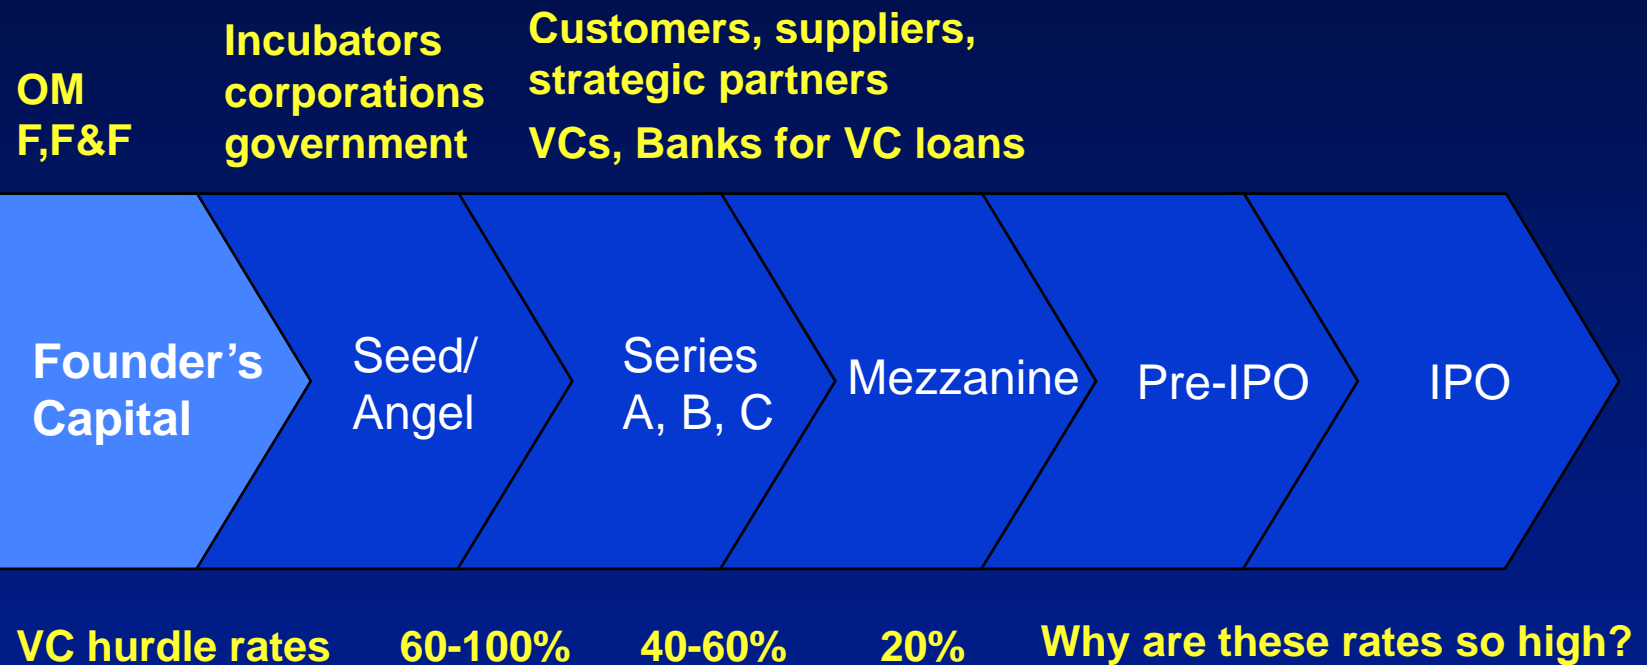 OM
F,F&F
Incubators
corporations
government
Customers, suppliers,
strategic partners
VCs, Banks for VC loans
Founder’s
Capital
Seed/
Angel
Series
A, B, C
Mezzanine
Pre-IPO
IPO
VC hurdle rates 60-100% 40-60% 20% Why are these rates so high?